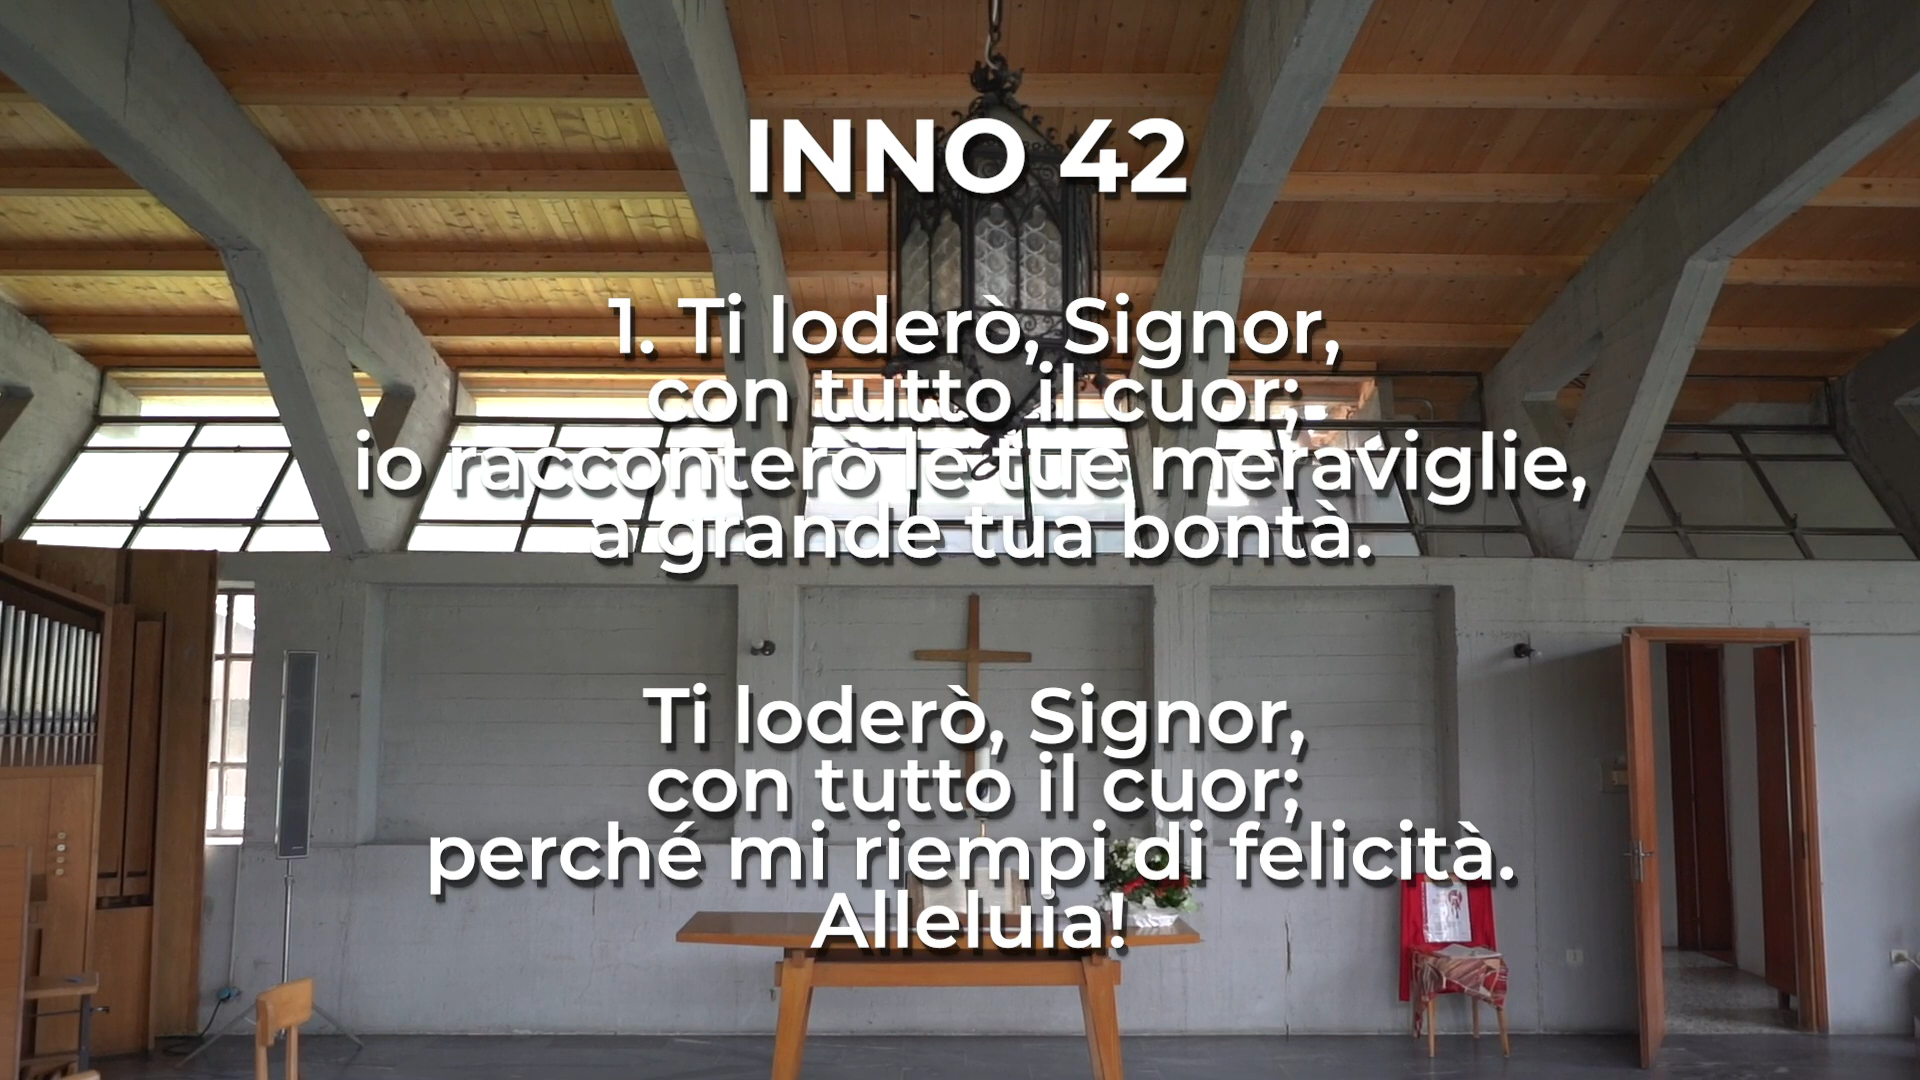 INNO 42
1. Ti loderò, Signor,
con tutto il cuor;
io racconterò le tue meraviglie,
a grande tua bontà.
Ti loderò, Signor,
con tutto il cuor;
perché mi riempi di felicità.
Alleluia!